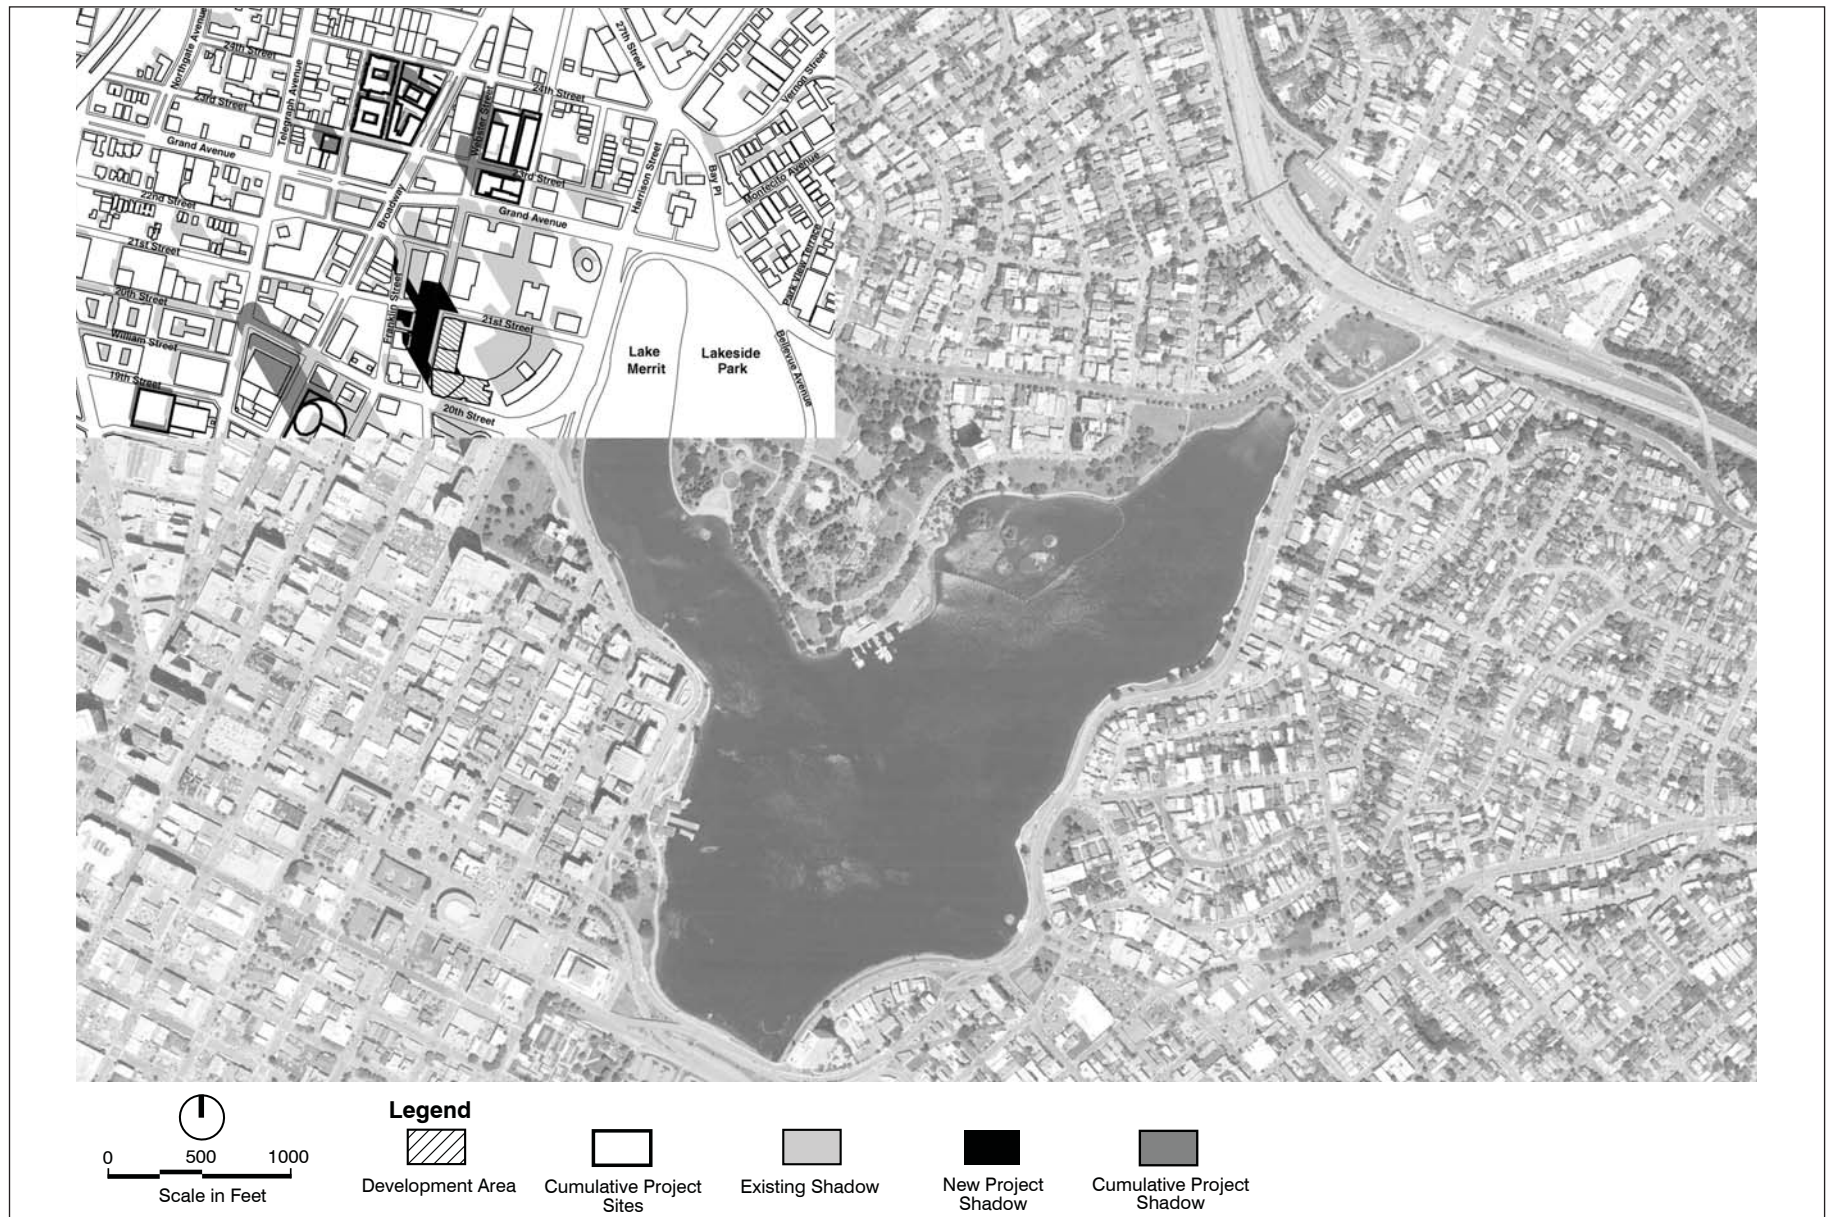 27th Street
Northgate Avenue
24th Street
Telegraph Avenue
24th Street
Vernon Street
23rd Street
Webster Street
Grand Avenue
Harrison Street
Bay Pl
Montecito Avenue
23rd Street
22nd Street
Broadway
Grand Avenue
21st Street
Park View Terrace
Franklin Street
20th Street
21st Street
William Street
Lake
Merrit
Lakeside
Park
Bellevue Avenue
19th Street
20th Street
Legend
0 500 1000
Scale in Feet
Development Area
Cumulative Project
Sites
Existing Shadow
New Project
Shadow
Cumulative Project
Shadow